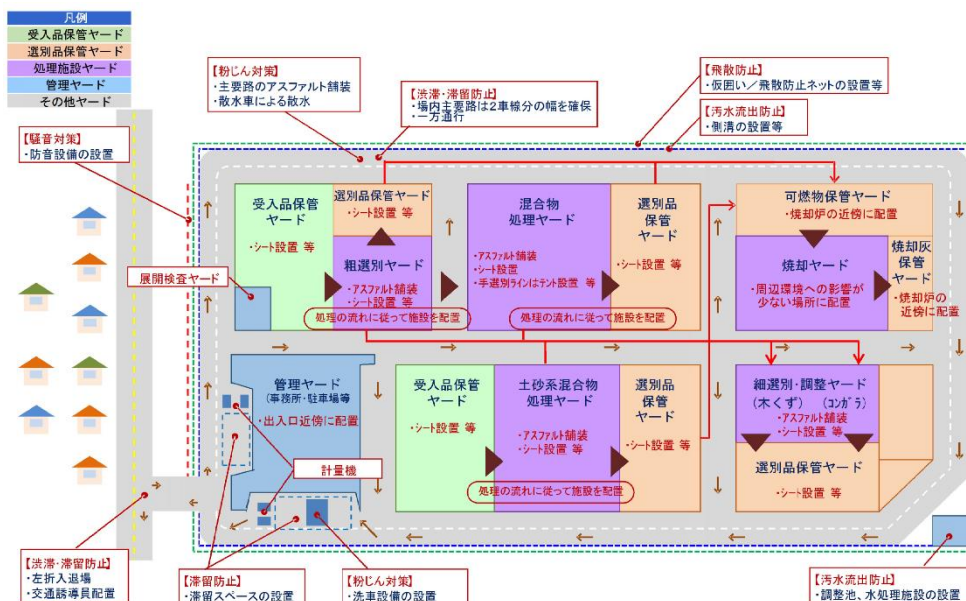 凡例
受入品保管ヤード
選別品保管ヤード
処理施設ヤード
管理ヤード
その他ヤード
【粉じん対策】
・主要路のアスファルト舗装
・散水車による散水
【渋滞・滞留防止】
・場内主要路は2車線分の幅を確保
・一方通行
【飛散防止】
・仮囲い/飛散防止ネットの設置等
【汚水流出防止】
・側溝の設置等
【騒音対策】
・防音設備の設置
受入品保管
ヤード
・シート設置 等
選別品保管ヤード
・シート設置 等
粗選別ヤード
・アスファルト舗装
・シート設置 等
処理の流れに従って施設を配置
混合物
処理ヤード
・アスファルト舗装
・シート設置
・手選別ラインはテント設置 等
選別品
保管
ヤード
・シート設置 等
処理の流れに従って施設を配置
可燃物保管ヤード
・焼却炉の近傍に配置
焼却ヤード
・周辺環境への影響が
少ない場所に配置
焼却灰
保管
ヤード
・焼却炉の
近傍に配置
展開検査ヤード
管理ヤード
(事務所・駐車場等
・出入口近傍に配置
計量機
受入品保管
ヤード
・シート設置 等
土砂系混合物
処理ヤード
・アスファルト舗装
・シート設置 等
選別品
保管
ヤード
・シート設置 等
処理の流れに従って施設を配置
細選別・調整ヤード
(木くず) (コンガラ)
・アスファルト舗装
・シート設置 等
選別品保管ヤード
・シート設置 等
【渋滞・滞留防止】
・左折入退場
・交通誘導員配置
【滞留防止】
・滞留スペースの設置
【粉じん対策】
・洗車設備の設置
【汚水流出防止】
・調整池、水処理施設の設置